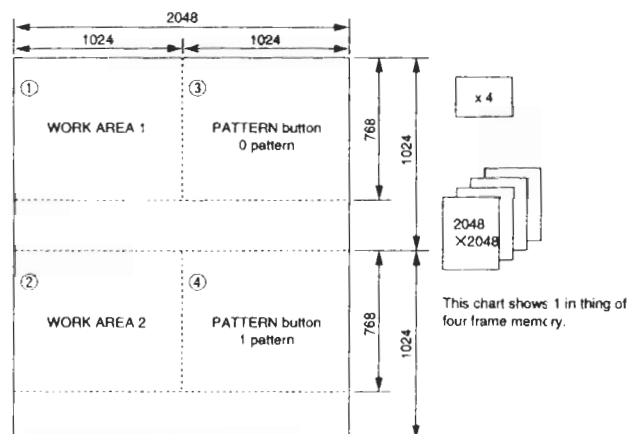 2048
1024
1024
①
WORK AREA 1
③
PATTERN button
0 pattern
768
1024
x 4
2048
×2048
②
WORK AREA 2
④
PATTERN button
1 pattern
768
1024
This chart shows 1 in thing of
four frame memory.